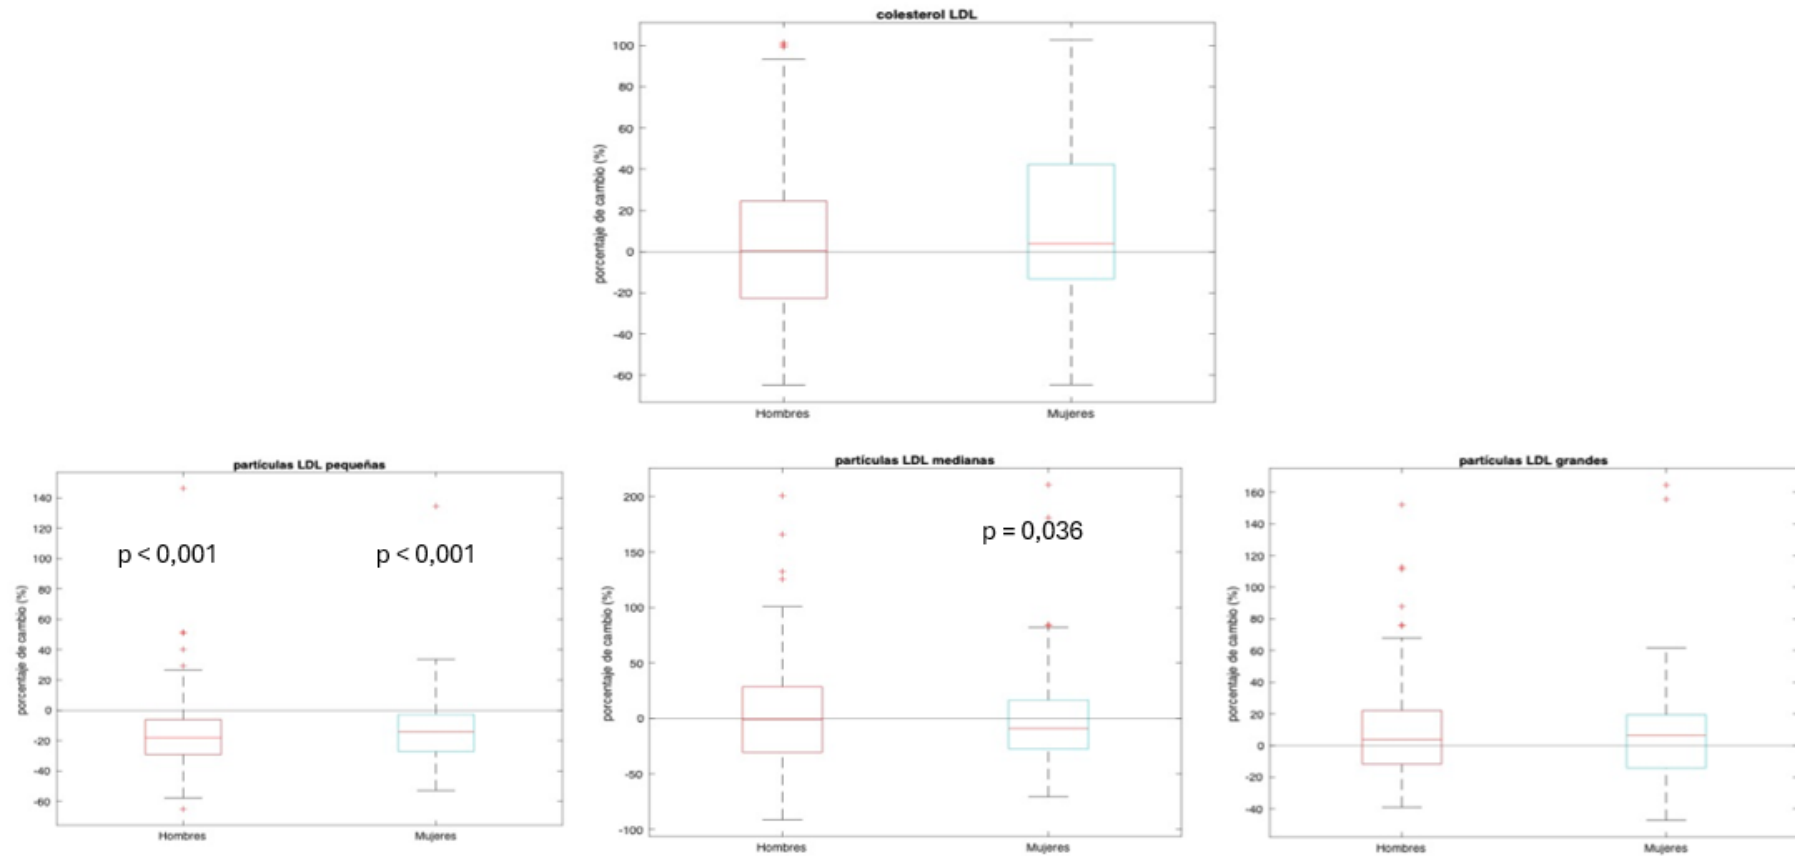 colesterol LDL
porcentaje de cambio (%)
100
80
60
40
20
0
-20
-40
-60
Hombres
Mujeres
partículas LDL pequeñas
porcentaje de cambio (%)
140
120
100
80
60
40
20
0
-20
-40
-60
p < 0,001
p < 0,001
Hombres
Mujeres
partículas LDL medianas
porcentaje de cambio (%)
200
150
100
50
0
-50
-100
p = 0,036
Hombres
Mujeres
partículas LDL grandes
porcentaje de cambio (%)
160
140
120
100
80
60
40
20
0
-20
-40
Hombres
Mujeres